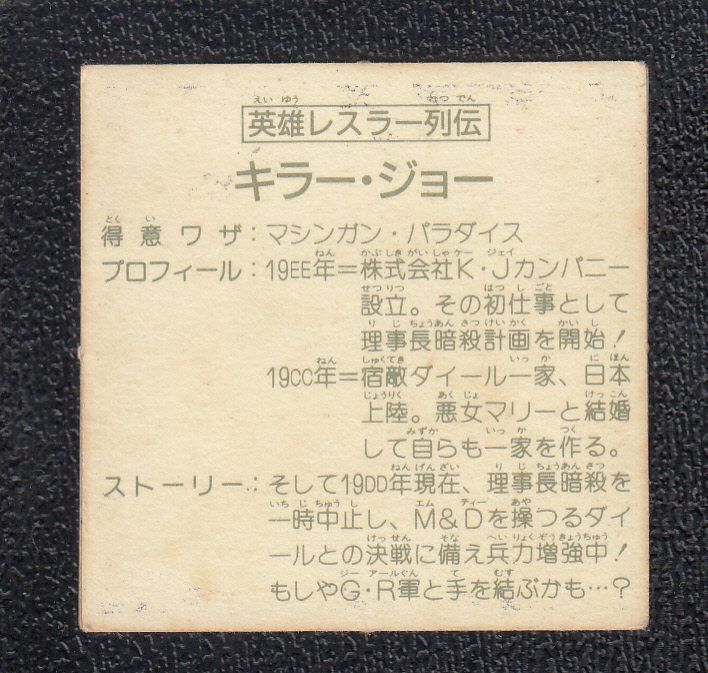 英雄レスラー列伝
キラー・ジョー
得意ワザ：マシンガン・パラダイス
プロフィール：19EE年＝株式会社K・Jカンパニー
設立。その初仕事として
理事長暗殺計画を開始！
19CC年＝宿敵ダイール一家、日本
上陸。悪女マリーと結婚
して自らも一家を作る。
ストーリー：そして19DD年現在、理事長暗殺を
一時中止し、M&Dを操つるダイ
ールとの決戦に備え兵力増強中！
もしやG・R軍と手を結ぶかも…？